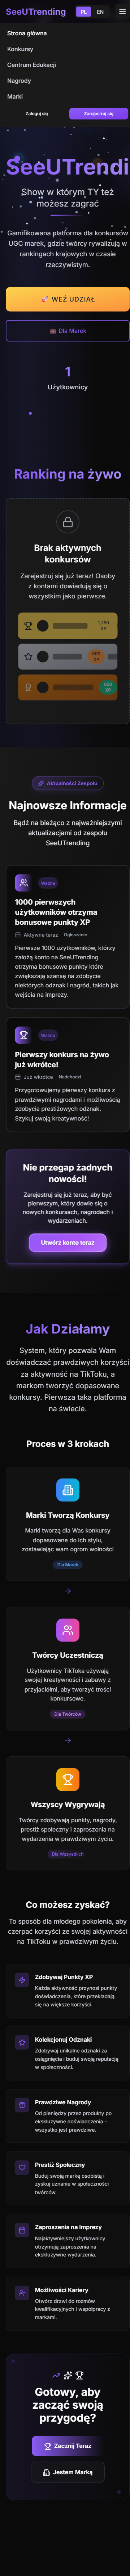 SeeUTrending
PL
EN
Strona główna
Konkursy
Centrum Edukacji
Nagrody
Marki
Zaloguj się
Zarejestruj się
SeeUTrendi
Show w którym TY też
możesz zagrać
Gamifikowana platforma dla konkursów
UGC marek, gdzie twórcy rywalizują w
rankingach krajowych w czasie
rzeczywistym.
WEŹ UDZIAŁ
Dla Marek
1
Użytkownicy
Ranking na żywo
Brak aktywnych
konkursów
Zarejestruj się już teraz! Osoby
z kontami dowiadują się o
wszystkim jako pierwsze.
1,250
XP
XP
XP
Aktualności Zespołu
Najnowsze Informacje
Bądź na bieżąco z najważniejszymi
aktualizacjami od zespołu
SeeUTrending
Ważne
1000 pierwszych
użytkowników otrzyma
bonusowe punkty XP
Aktywne teraz
Ogłoszenie
Pierwsze 1000 użytkowników, którzy
założą konto na SeeUTrending
otrzyma bonusowe punkty które
zwiększają szansę na zdobycie
niektórych odznak i nagród, takich jak
wejścia na imprezy.
Ważne
Pierwszy konkurs na żywo
już wkrótce!
Już wkrótce
Nadchodzi
Przygotowujemy pierwszy konkurs z
prawdziwymi nagrodami i możliwością
zdobycia prestiżowych odznak.
Szykuj swoją kreatywność!
Nie przegap żadnych
nowości!
Zarejestruj się już teraz, aby być
pierwszym, który dowie się o
nowych konkursach, nagrodach i
wydarzeniach.
Utwórz konto teraz
Jak Działamy
System, który pozwala Wam
doświadczać prawdziwych korzyści
za aktywność na TikToku, a
markom tworzyć dopasowane
konkursy. Pierwsza taka platforma
na świecie.
Proces w 3 krokach
Marki Tworzą Konkursy
Marki tworzą dla Was konkursy
dopasowane do ich stylu,
zostawiając wam ogrom wolności
Dla Marek
Twórcy Uczestniczą
Użytkownicy TikToka używają
swojej kreatywności i zabawy z
przyjaciółmi, aby tworzyć treści
konkursowe.
Dla Twórców
Wszyscy Wygrywają
Twórcy zdobywają punkty, nagrody,
prestiż społeczny i zaproszenia na
wydarzenia w prawdziwym życiu.
Dla Wszystkich
Co możesz zyskać?
To sposób dla młodego pokolenia, aby
czerpać korzyści ze swojej aktywności
na TikToku w prawdziwym życiu.
Zdobywaj Punkty XP
Każda aktywność przynosi punkty
doświadczenia, które przekładają
się na większe korzyści.
Kolekcjonuj Odznaki
Zdobywaj unikalne odznaki za
osiągnięcia i buduj swoją reputację
w społeczności.
Prawdziwe Nagrody
Od pieniędzy przez produkty po
ekskluzywne doświadczenia -
wszystko jest prawdziwe.
Prestiż Społeczny
Buduj swoją markę osobistą i
zyskuj uznanie w społeczności
twórców.
Zaproszenia na Imprezy
Najaktywniejszy użytkownicy
otrzymują zaproszenia na
ekskluzywne wydarzenia.
Możliwości Kariery
Otwórz drzwi do rozmów
kwalifikacyjnych i współpracy z
markami.
Gotowy, aby
zacząć swoją
przygodę?
Zacznij Teraz
Jestem Marką